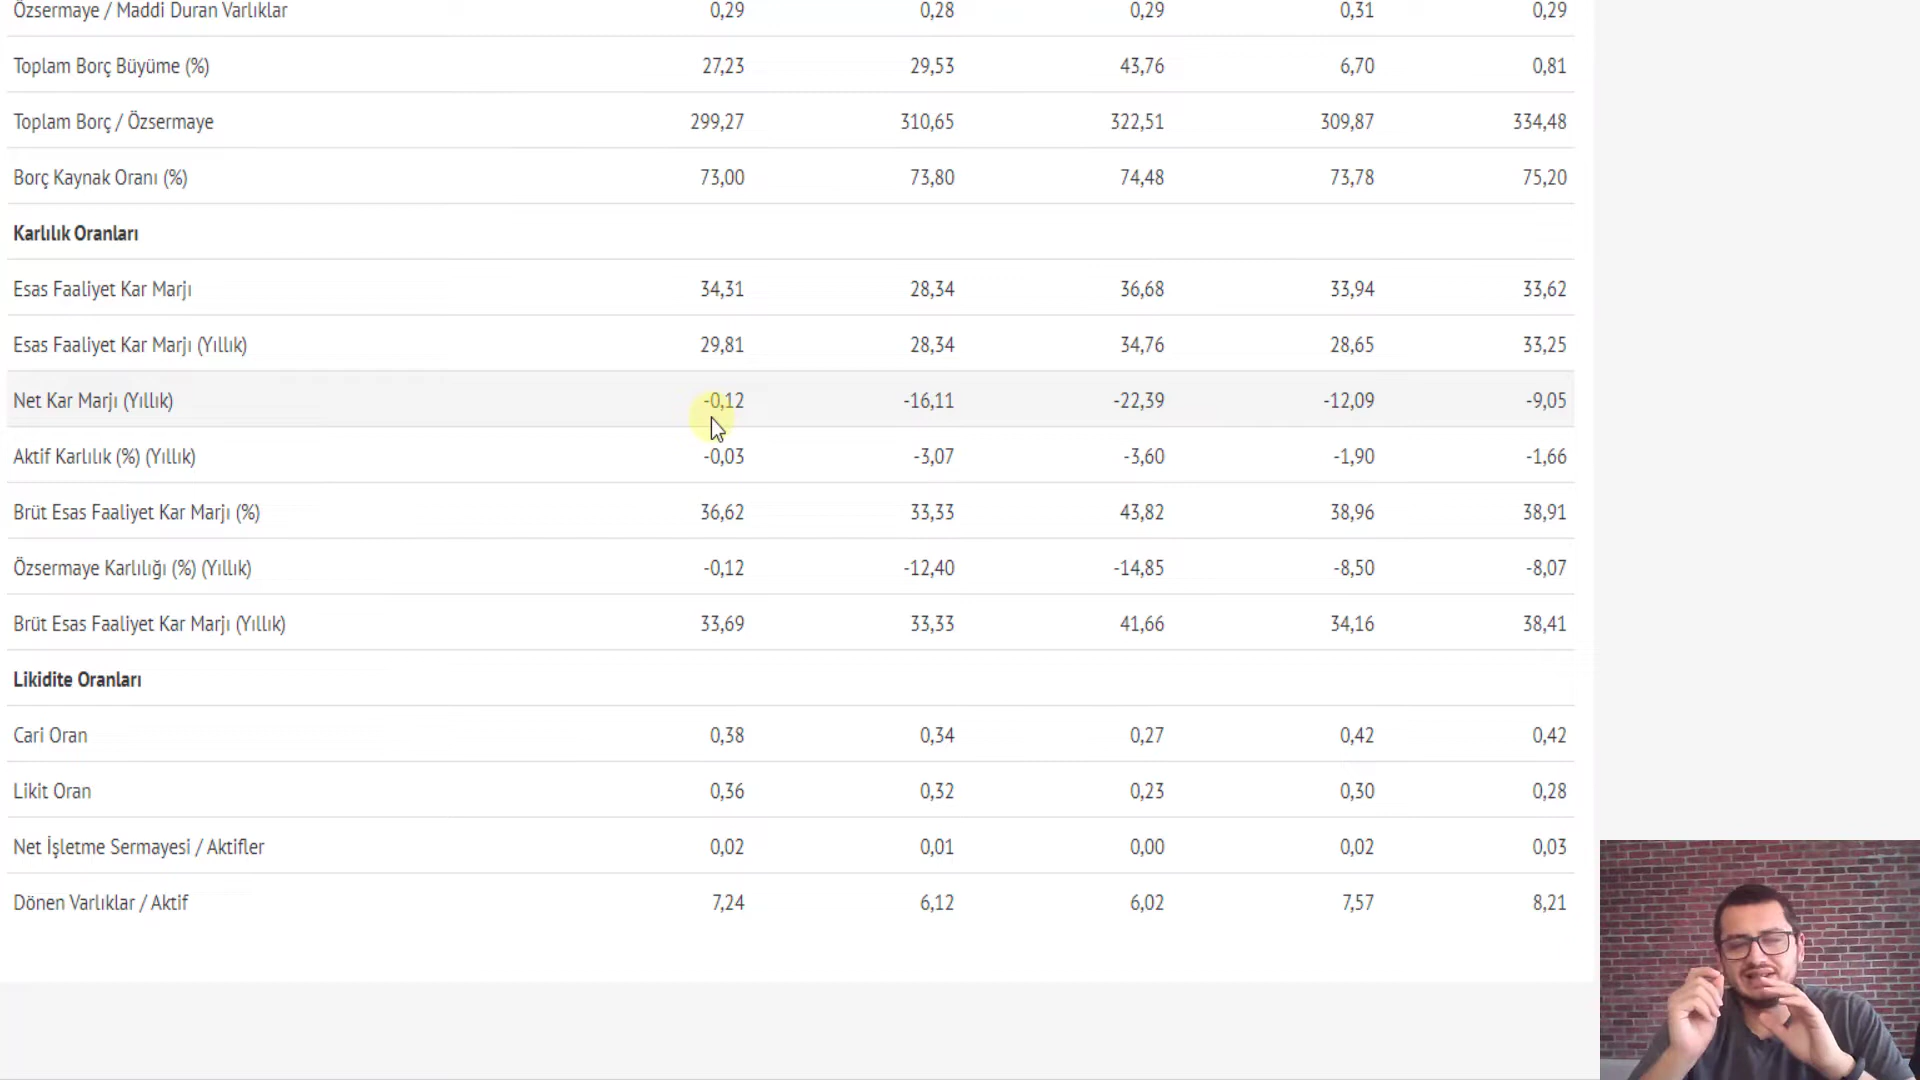 Özsermaye / Maddi Duran Varlıklar 0,29 0,28 0,29 0,31 0,29
Toplam Borç Büyüme (%) 27,23 29,53 43,76 6,70 0,81
Toplam Borç / Özsermaye 299,27 310,65 322,51 309,87 334,48
Borç Kaynak Oranı (%) 73,00 73,80 74,48 73,78 75,20
Karlılık Oranları
Esas Faaliyet Kar Marjı 34,31 28,34 36,68 33,94 33,62
Esas Faaliyet Kar Marjı (Yıllık) 29,81 28,34 34,76 28,65 33,25
Net Kar Marjı (Yıllık) -0,12 -16,11 -22,39 -12,09 -9,05
Aktif Karlılık (%) (Yıllık) -0,03 -3,07 -3,60 -1,90 -1,66
Brüt Esas Faaliyet Kar Marjı (%) 36,62 33,33 43,82 38,96 38,91
Özsermaye Karlılığı (%) (Yıllık) -0,12 -12,40 -14,85 -8,50 -8,07
Brüt Esas Faaliyet Kar Marjı (Yıllık) 33,69 33,33 41,66 34,16 38,41
Likidite Oranları
Cari Oran 0,38 0,34 0,27 0,42 0,42
Likit Oran 0,36 0,32 0,23 0,30 0,28
Net İşletme Sermayesi / Aktifler 0,02 0,01 0,00 0,02 0,03
Dönen Varlıklar / Aktif 7,24 6,12 6,02 7,57 8,21